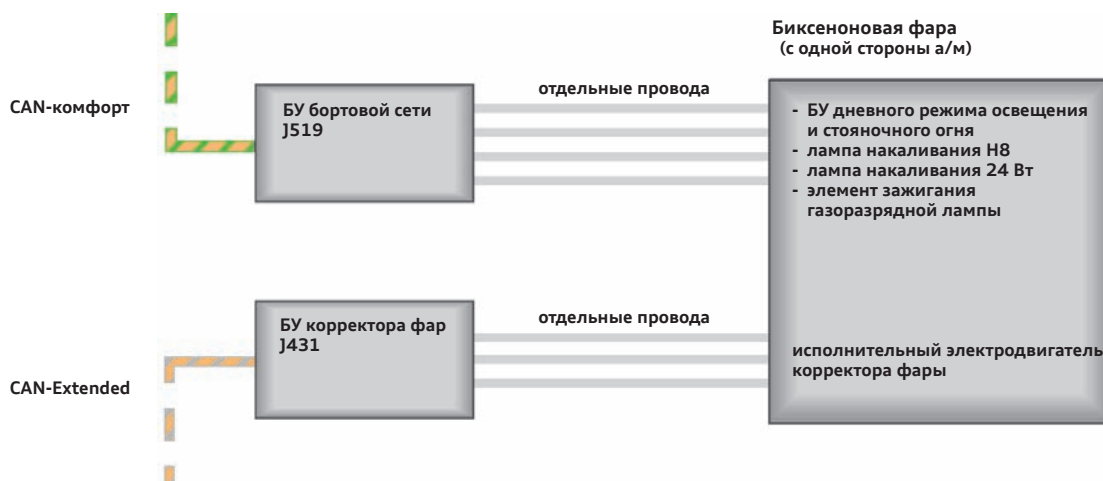 Биксеноновая фара
(с одной стороны а/м)
CAN-комфорт
БУ бортовой сети
J519
отдельные провода
- БУ дневного режима освещения
и стояночного огня
- лампа накаливания H8
- лампа накаливания 24 Вт
- элемент зажигания
газоразрядной лампы
CAN-Extended
БУ корректора фар
J431
отдельные провода
исполнительный электродвигатель
корректора фары